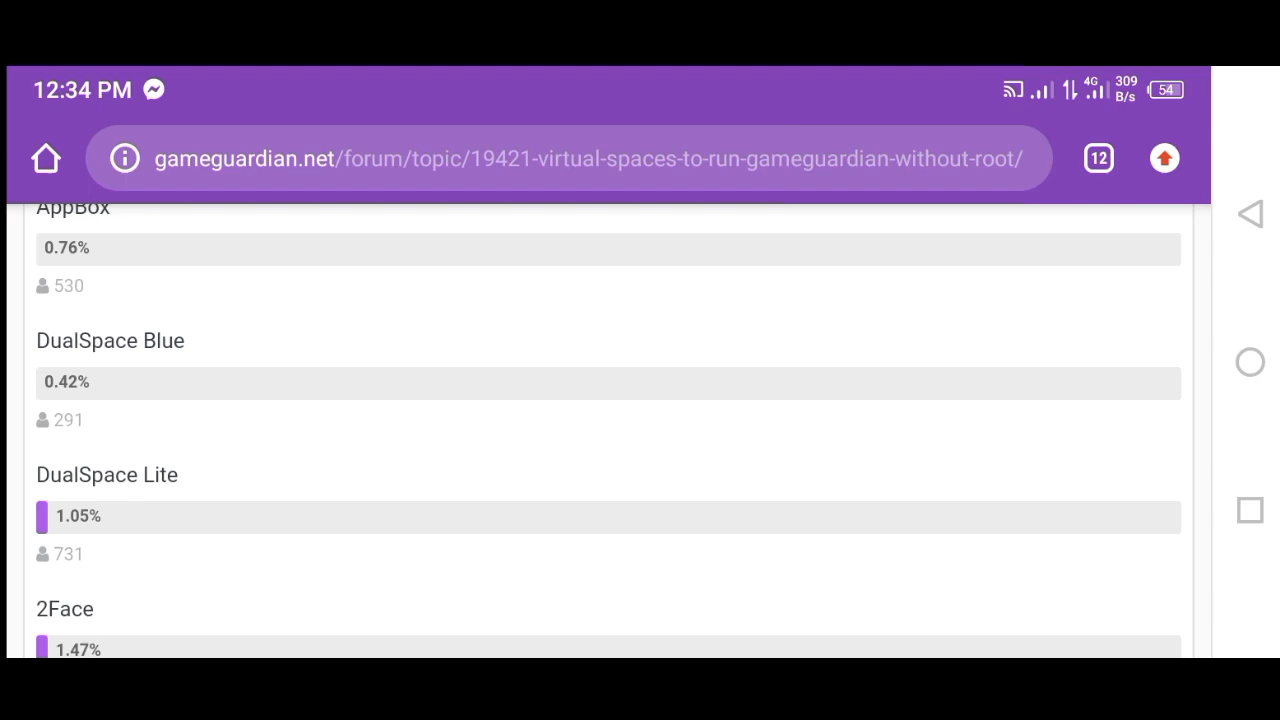 12:34 PM
4G
309
B/s
54
gameguardian.net/forum/topic/19421-virtual-spaces-to-run-gameguardian-without-root/
12
AppBox
0.76%
530
DualSpace Blue
0.42%
291
DualSpace Lite
1.05%
731
2Face
1.47%